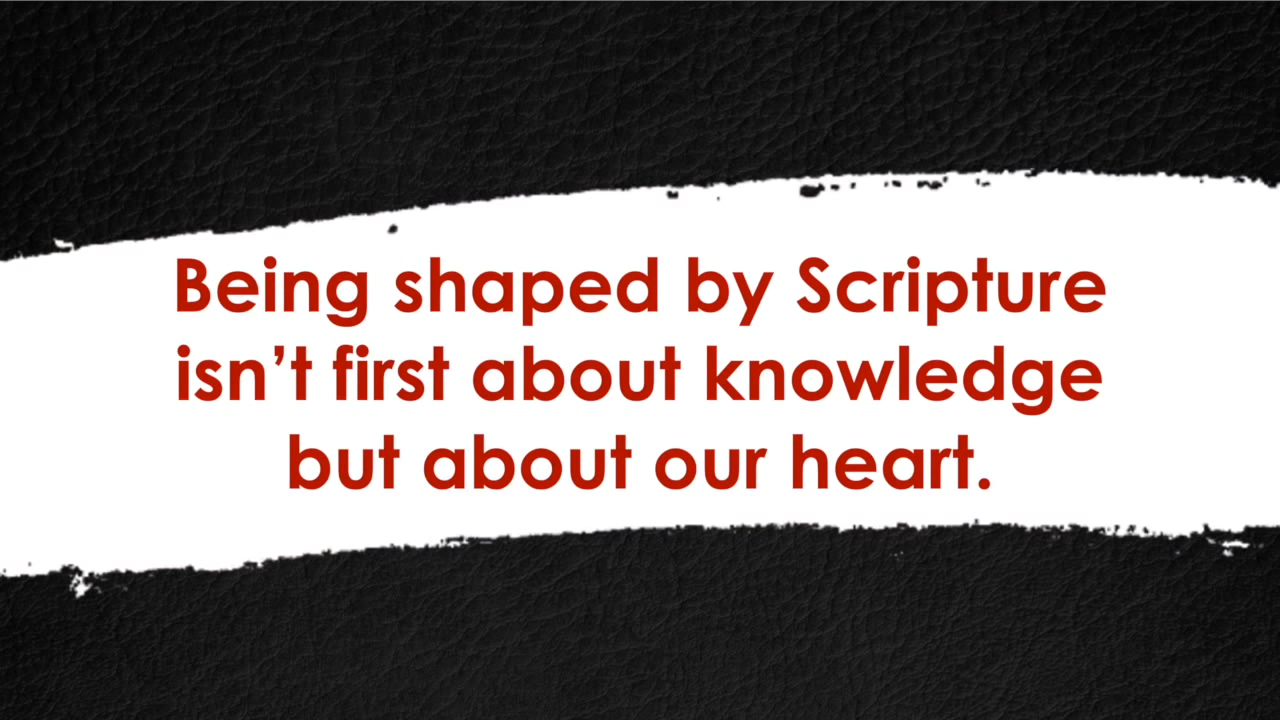 Being shaped by Scripture
isn’t first about knowledge
but about our heart.